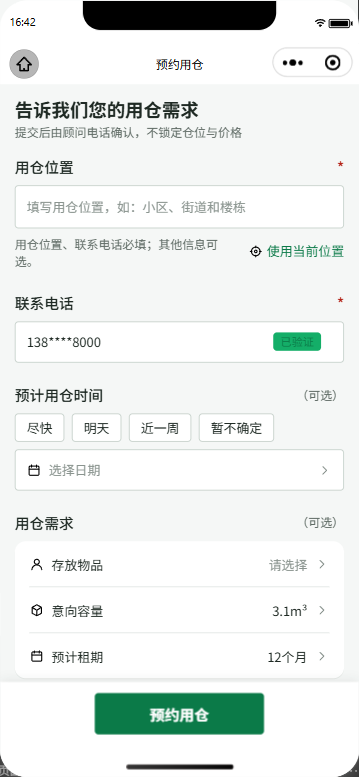 16:42
预约用仓
告诉我们您的用仓需求
提交后由顾问电话确认，不锁定仓位与价格
用仓位置 *
填写用仓位置，如：小区、街道和楼栋
用仓位置、联系电话必填；其他信息可
选。
使用当前位置
联系电话 *
138****8000 已验证
预计用仓时间 （可选）
尽快 明天 近一周 暂不确定
选择日期
用仓需求 （可选）
存放物品 请选择
意向容量 3.1m³
预计租期 12个月
预约用仓